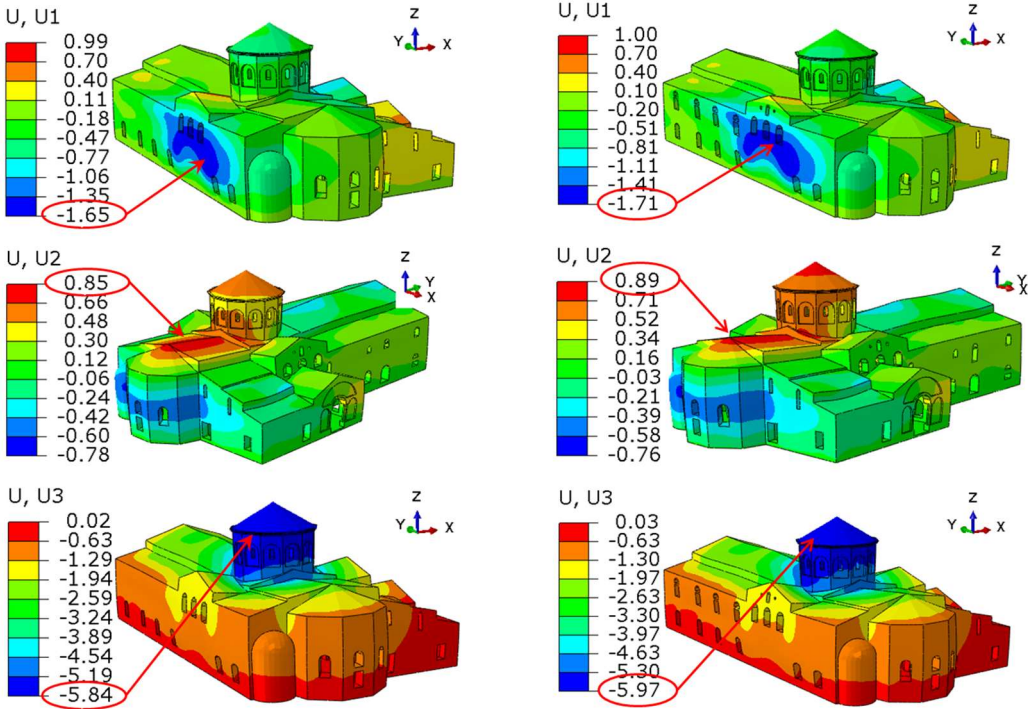 U, U1
0.99
0.70
0.40
0.11
-0.18
-0.47
-0.77
-1.06
-1.35
-1.65
Z
Y
X
U, U1
1.00
0.70
0.40
0.10
-0.20
-0.51
-0.81
-1.11
-1.41
-1.71
Z
Y
X
U, U2
0.85
0.66
0.48
0.30
0.12
-0.06
-0.24
-0.42
-0.60
-0.78
Z
Y
X
U, U2
0.89
0.71
0.52
0.34
0.16
-0.03
-0.21
-0.39
-0.58
-0.76
Z
Y
X
U, U3
0.02
-0.63
-1.29
-1.94
-2.59
-3.24
-3.89
-4.54
-5.19
-5.84
Z
Y
X
U, U3
0.03
-0.63
-1.30
-1.97
-2.63
-3.30
-3.97
-4.63
-5.30
-5.97
Z
Y
X